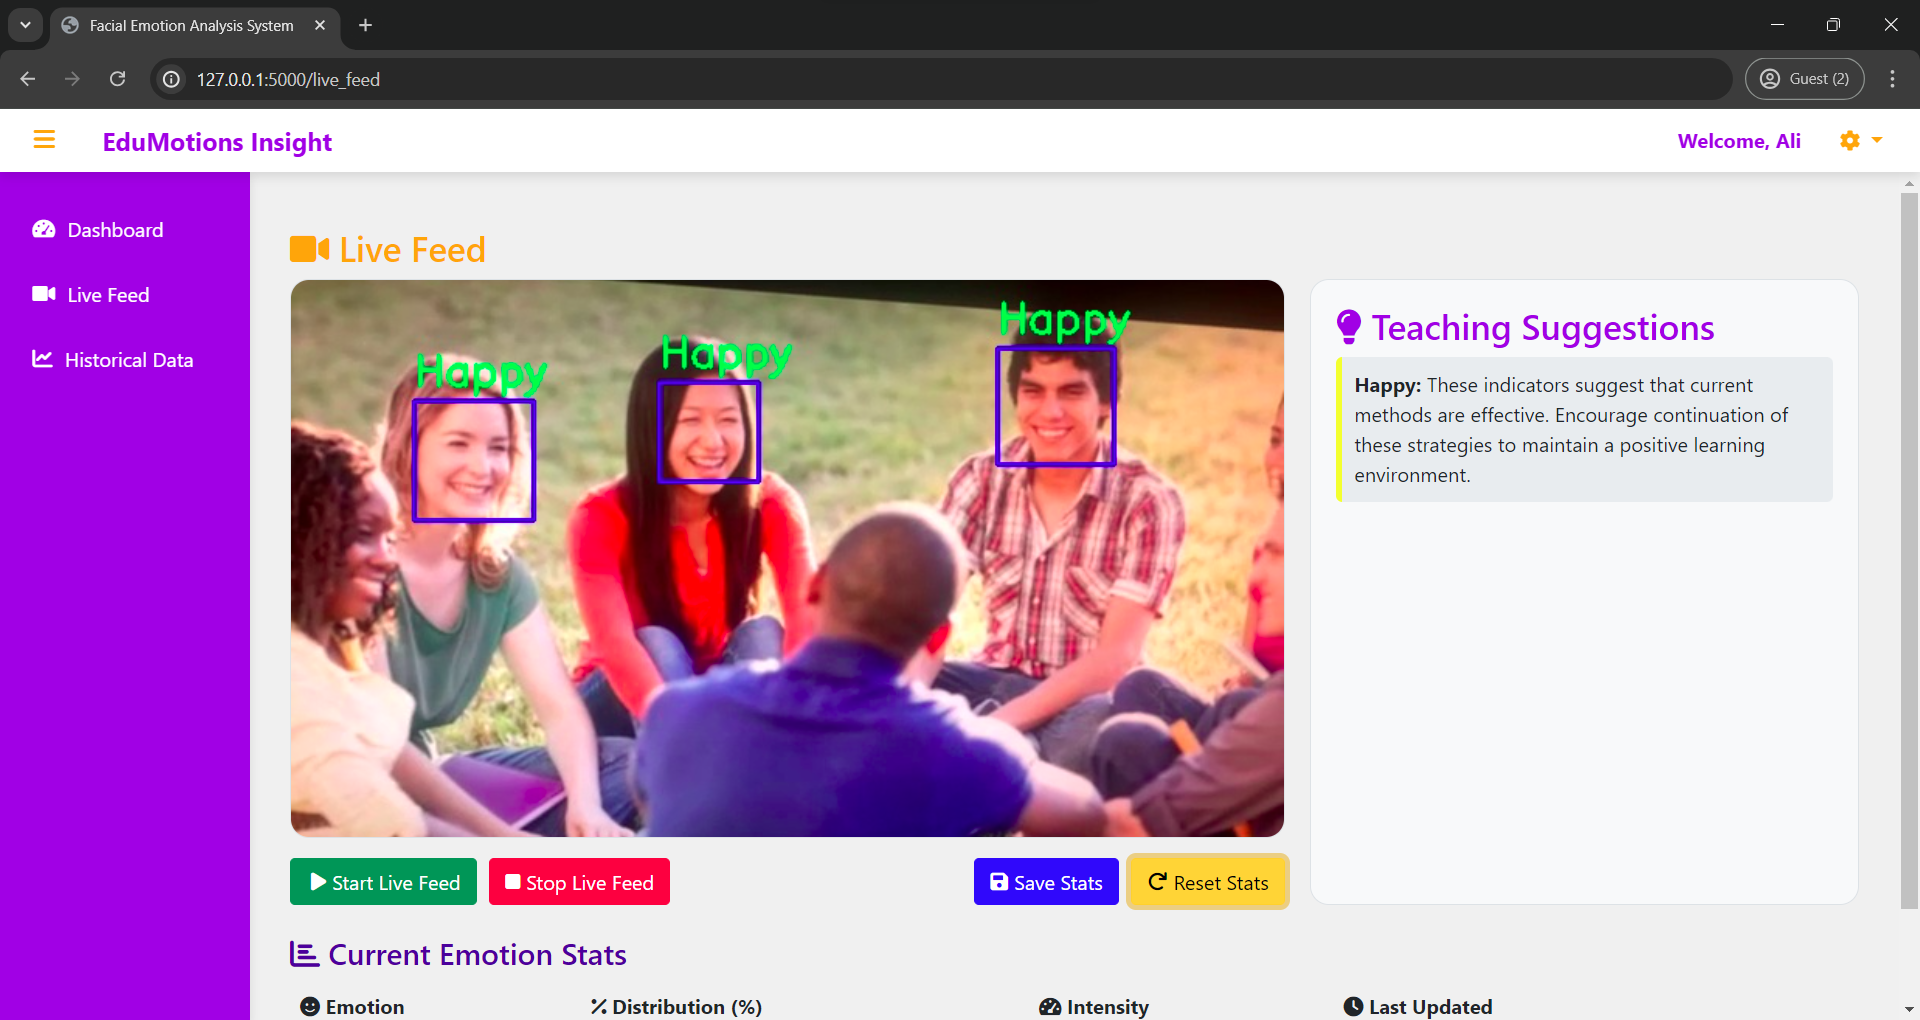 Facial Emotion Analysis System
127.0.0.1:5000/live_feed
Guest (2)
EduMotions Insight
Welcome, Ali
Dashboard
Live Feed
Historical Data
Live Feed
Happy
Happy
Happy
Start Live Feed
Stop Live Feed
Save Stats
Reset Stats
Teaching Suggestions
Happy: These indicators suggest that current
methods are effective. Encourage continuation of
these strategies to maintain a positive learning
environment.
Current Emotion Stats
Emotion
Distribution (%)
Intensity
Last Updated